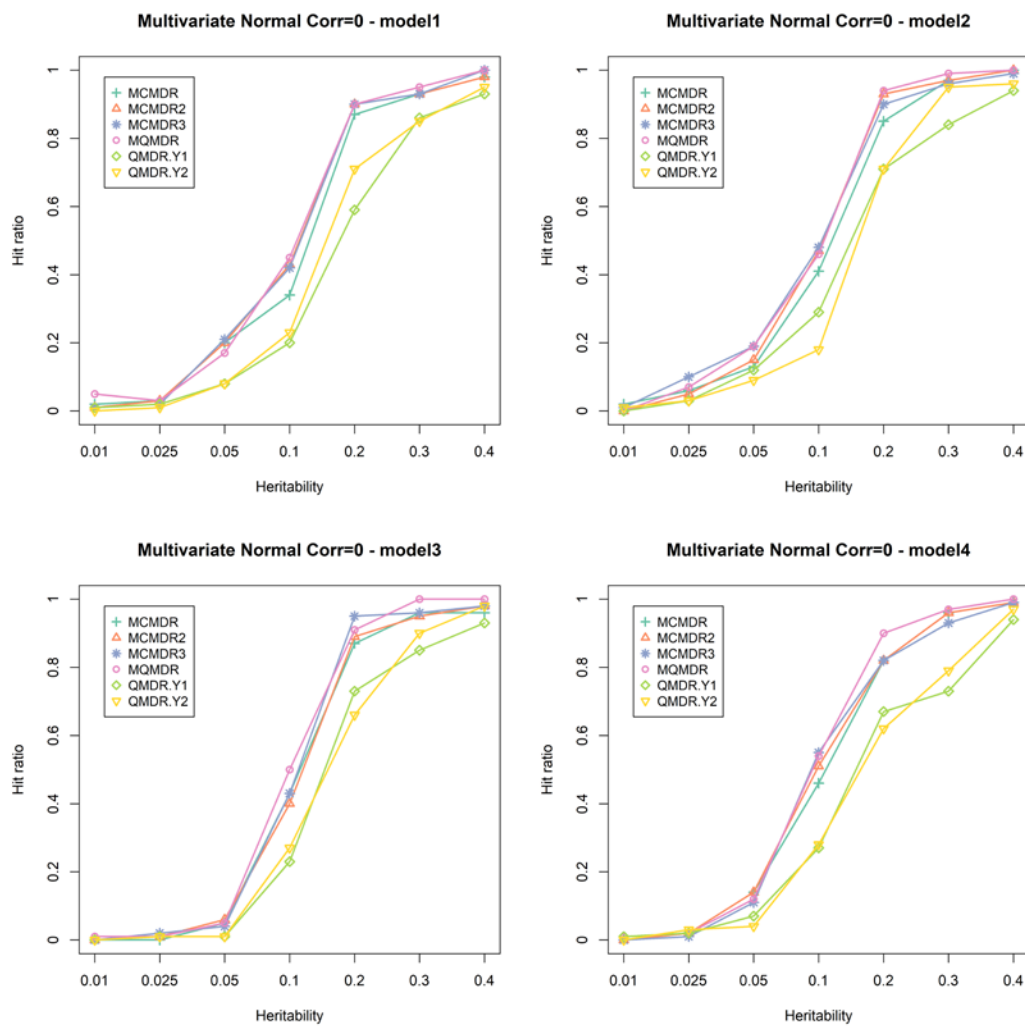 Multivariate Normal Corr=0 - model1
Hit ratio
1
0.8
0.6
0.4
0.2
0
MCMDR
MCMDR2
MCMDR3
MQMDR
QMDR.Y1
QMDR.Y2
0.01 0.025 0.05 0.1 0.2 0.3 0.4
Heritability
Multivariate Normal Corr=0 - model2
Hit ratio
1
0.8
0.6
0.4
0.2
0
MCMDR
MCMDR2
MCMDR3
MQMDR
QMDR.Y1
QMDR.Y2
0.01 0.025 0.05 0.1 0.2 0.3 0.4
Heritability
Multivariate Normal Corr=0 - model3
Hit ratio
1
0.8
0.6
0.4
0.2
0
MCMDR
MCMDR2
MCMDR3
MQMDR
QMDR.Y1
QMDR.Y2
0.01 0.025 0.05 0.1 0.2 0.3 0.4
Heritability
Multivariate Normal Corr=0 - model4
Hit ratio
1
0.8
0.6
0.4
0.2
0
MCMDR
MCMDR2
MCMDR3
MQMDR
QMDR.Y1
QMDR.Y2
0.01 0.025 0.05 0.1 0.2 0.3 0.4
Heritability